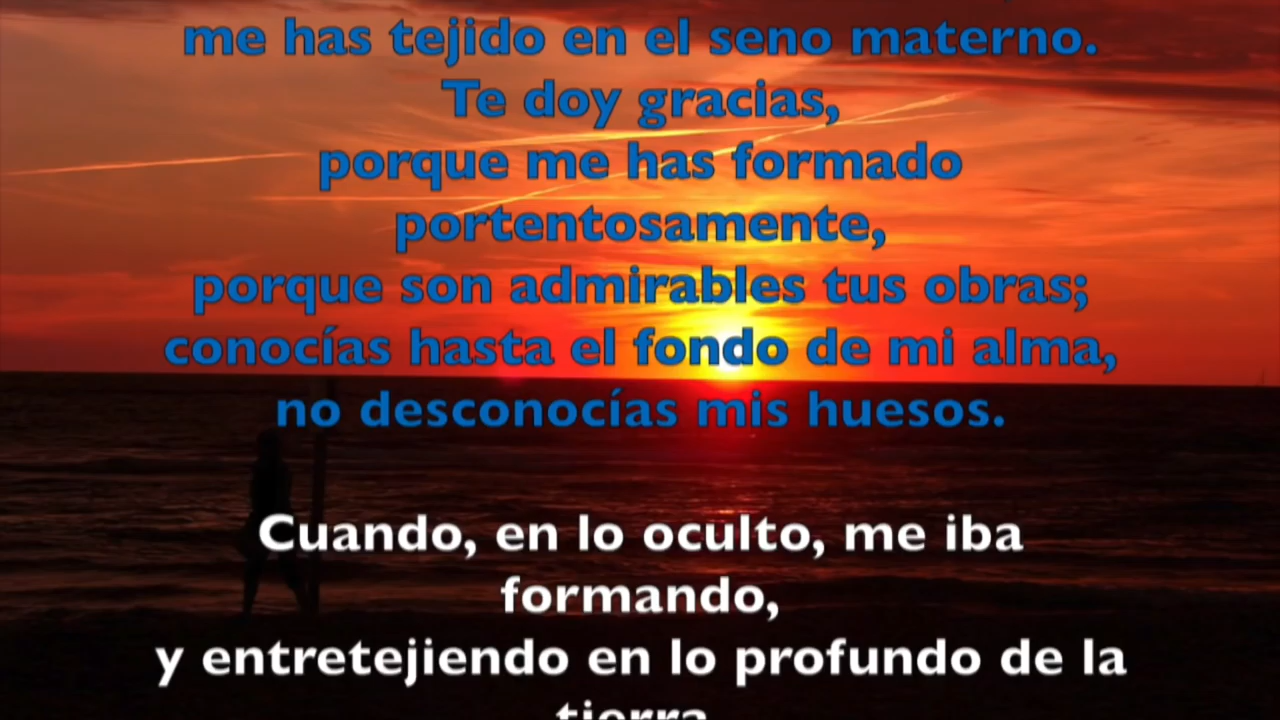 me has tejido en el seno materno.
Te doy gracias,
porque me has formado
portentosamente,
porque son admirables tus obras;
conocías hasta el fondo de mi alma,
no desconocías mis huesos.
Cuando, en lo oculto, me iba
formando,
y entretejiendo en lo profundo de la
tierra